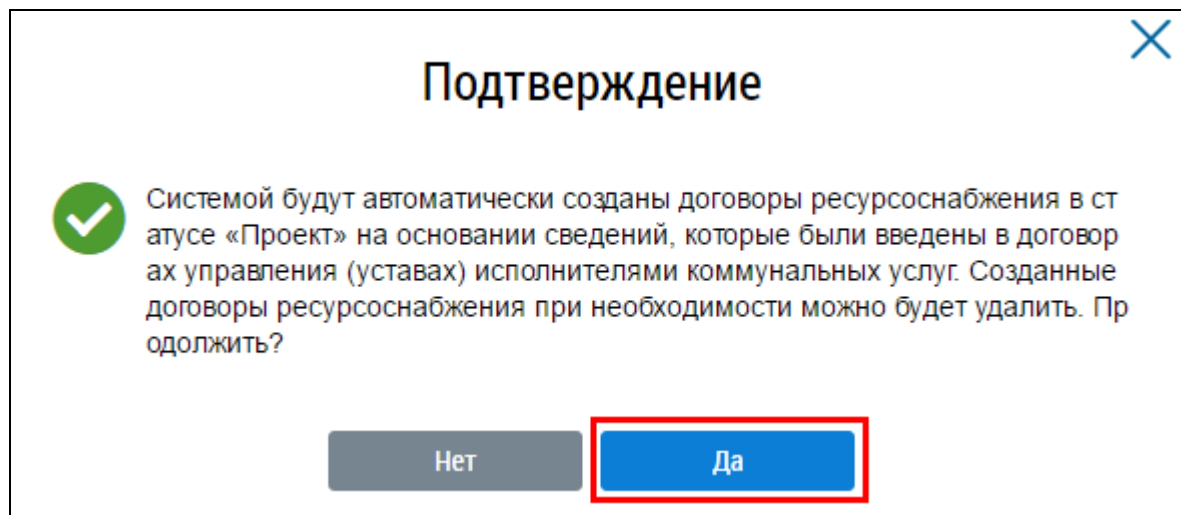 Подтверждение
Системой будут автоматически созданы договоры ресурсоснабжения в ст
атусе «Проект» на основании сведений, которые были введены в договор
ах управления (уставах) исполнителями коммунальных услуг. Созданные
договоры ресурсоснабжения при необходимости можно будет удалить. Пр
одолжить?
Нет
Да